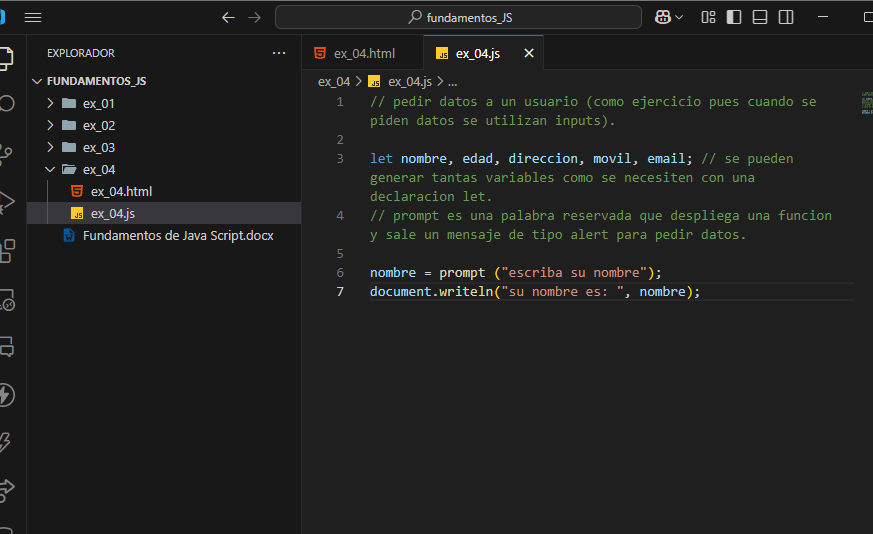 fundamentos_JS
EXPLORADOR
ex_04.html
ex_04.js
FUNDAMENTOS_JS
ex_04 > ex_04.js > ...
ex_01
ex_02
ex_03
ex_04
ex_04.html
ex_04.js
Fundamentos de Java Script.docx
1 // pedir datos a un usuario (como ejercicio pues cuando se
piden datos se utilizan inputs).
2
3 let nombre, edad, direccion, movil, email; // se pueden
generar tantas variables como se necesiten con una
declaracion let.
4 // prompt es una palabra reservada que despliega una funcion
y sale un mensaje de tipo alert para pedir datos.
5
6 nombre = prompt ("escriba su nombre");
7 document.writeln("su nombre es: ", nombre);